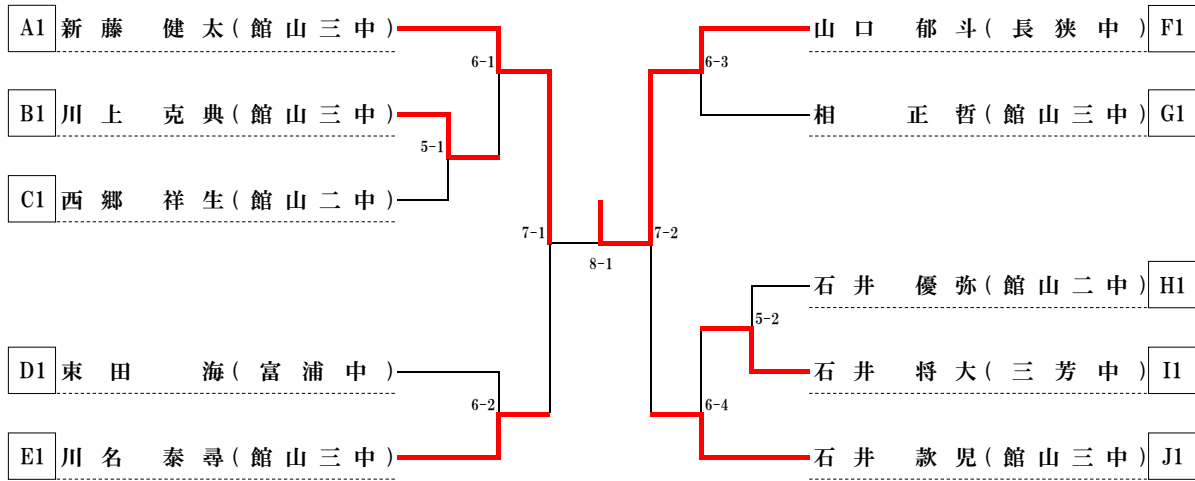 A1 新藤 健太(館山三中)
6-1
B1 川上 克典(館山三中)
5-1
C1 西郷 祥生(館山二中)
7-1
D1 東田 海(富浦中)
6-2
E1 川名 泰尋(館山三中)
8-1
山口 郁斗(長狭中) F1
6-3
相 正哲(館山三中) G1
7-2
石井 優弥(館山二中) H1
5-2
石井 将大(三芳中) I1
6-4
石井 歎児(館山三中) J1